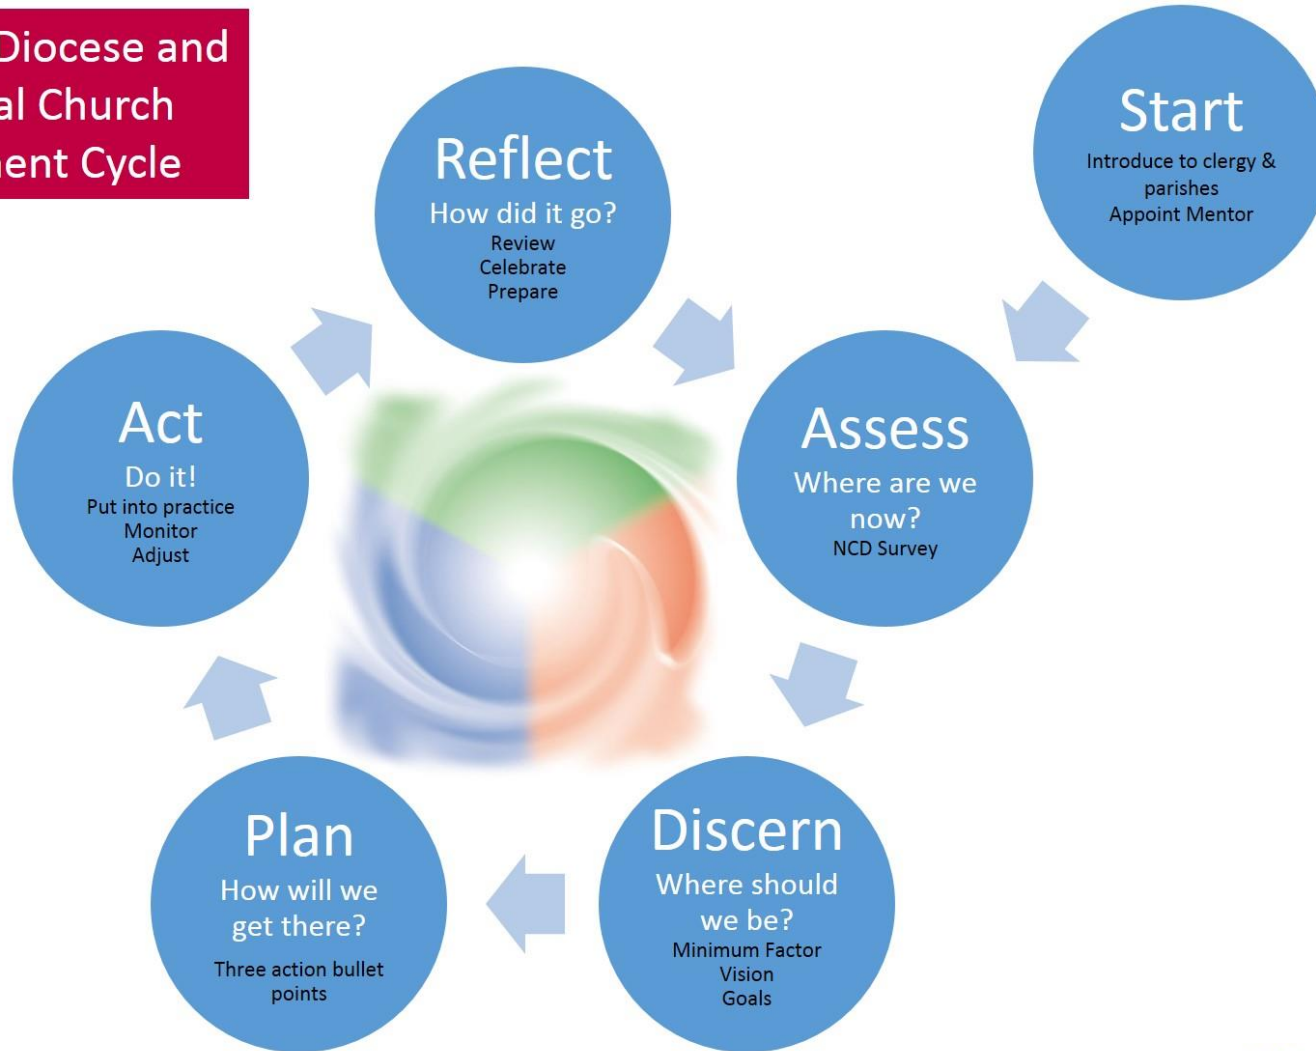 Diocese and
al Church
ent Cycle
Start
Introduce to clergy &
parishes
Appoint Mentor
Reflect
How did it go?
Review
Celebrate
Prepare
Assess
Where are we
now?
NCD Survey
Discern
Where should
we be?
Minimum Factor
Vision
Goals
Plan
How will we
get there?
Three action bullet
points
Act
Do it!
Put into practice
Monitor
Adjust